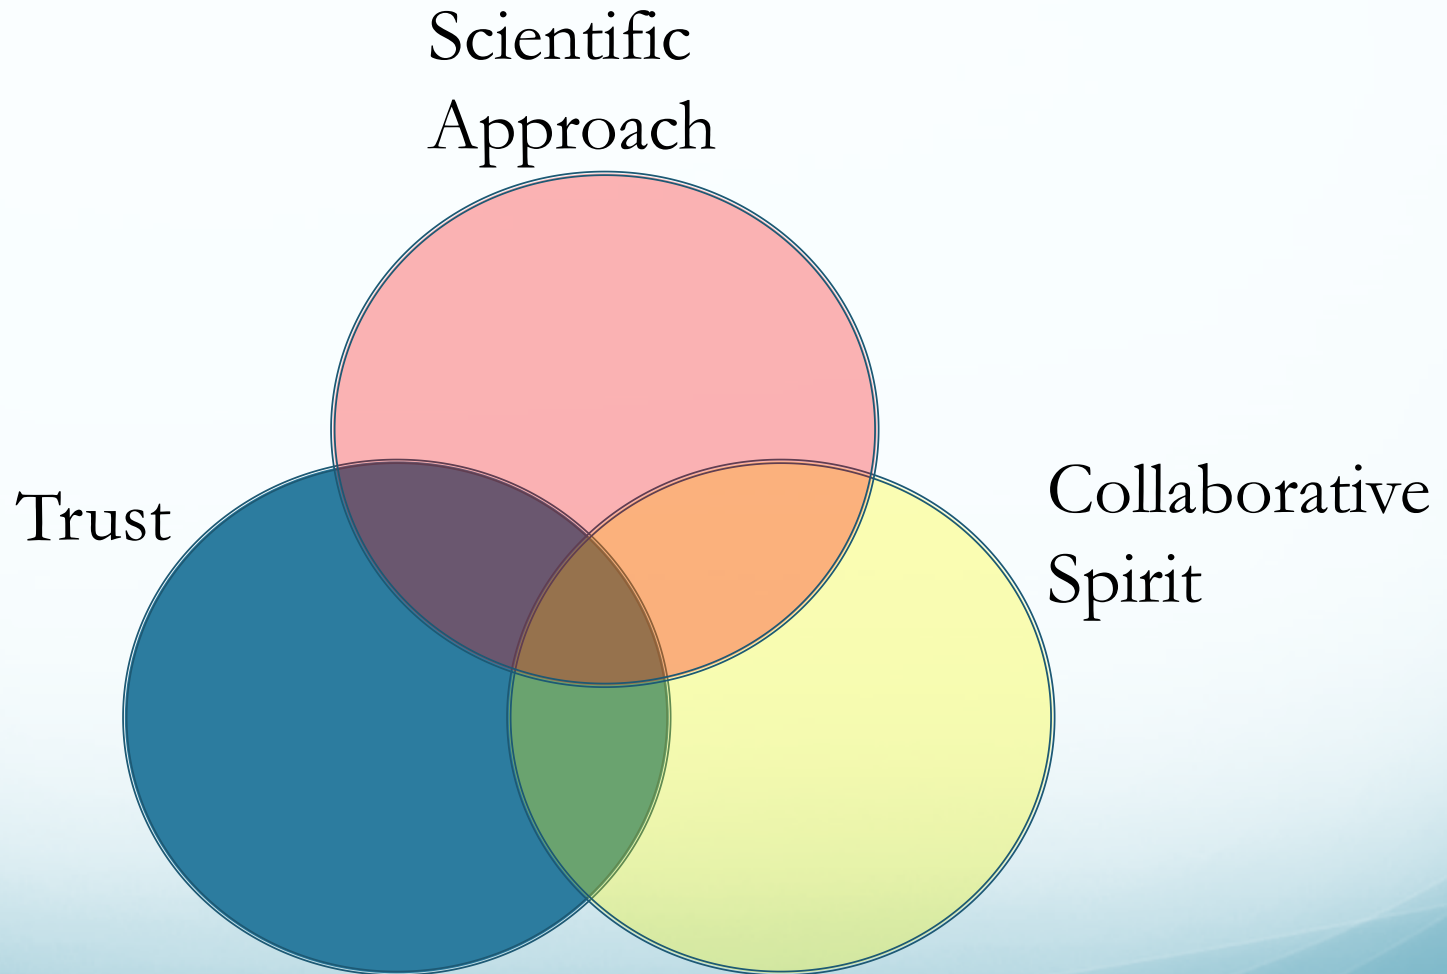 Scientific
Approach
Trust
Collaborative
Spirit